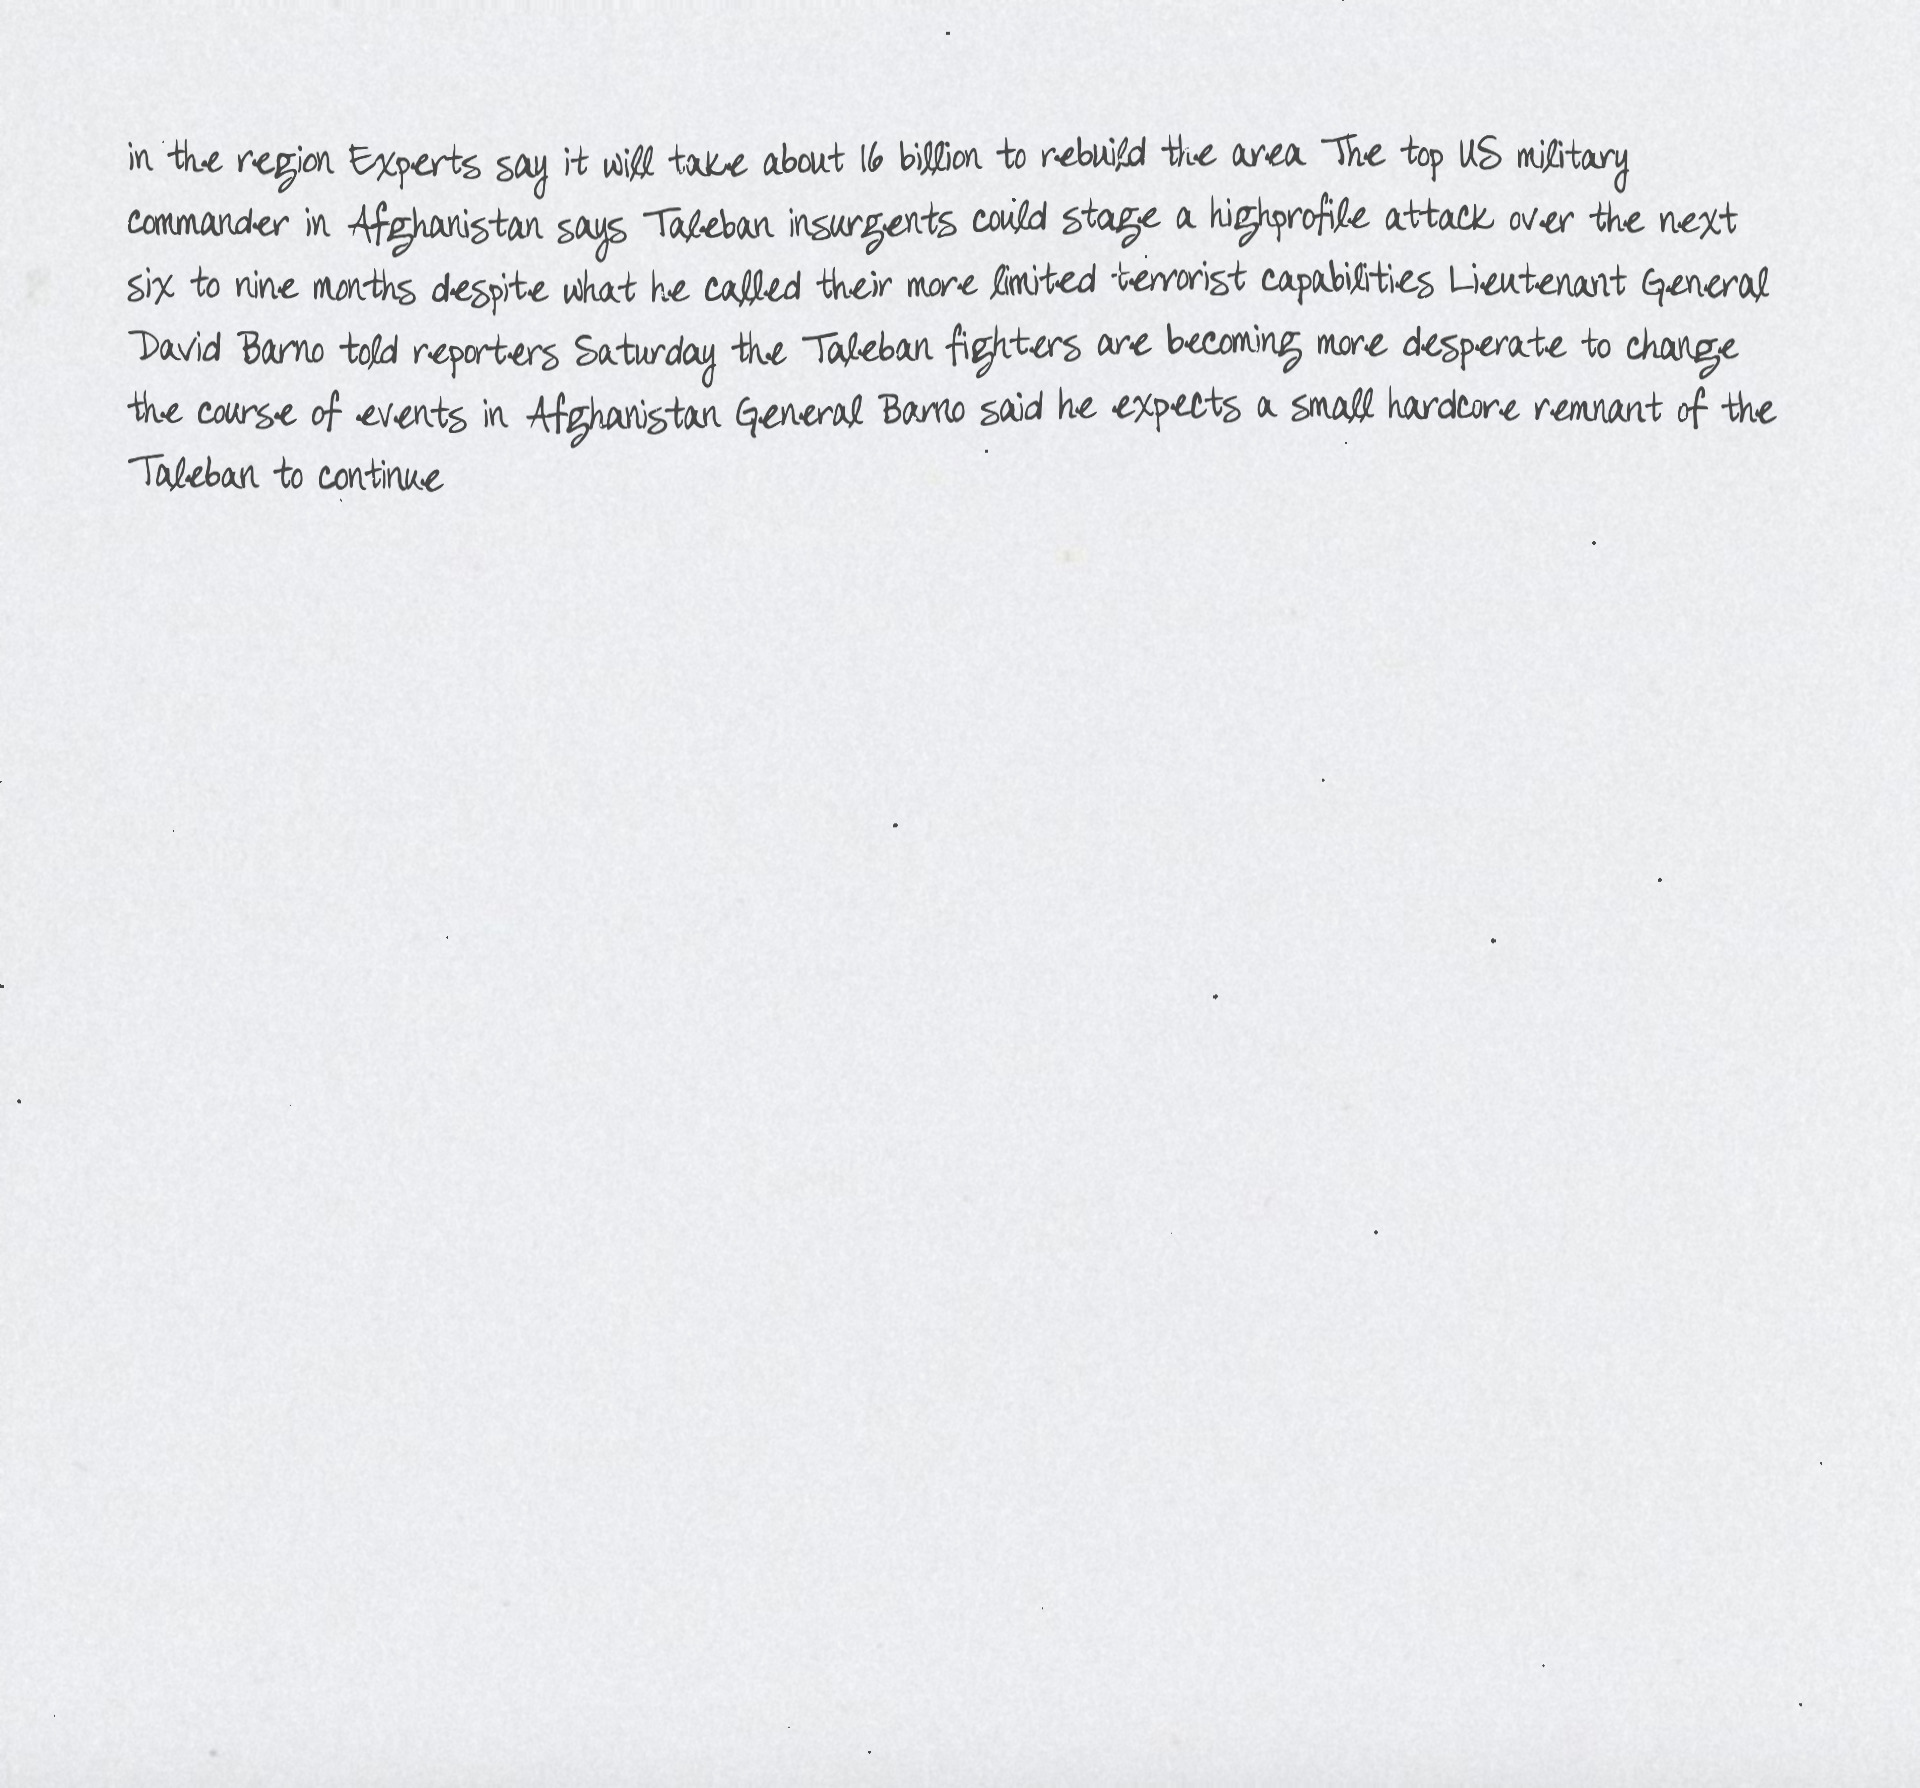 in the region Experts say it will take about 16 billion to rebuild the area The top US military
commander in Afghanistan says Taleban insurgents could stage a highprofile attack over the next
six to nine months despite what he called their more limited terrorist capabilities Lieutenant General
David Barno told reporters Saturday the Taleban fighters are becoming more desperate to change
the course of events in Afghanistan General Barno said he expects a small hardcore remnant of the
Taleban to continue